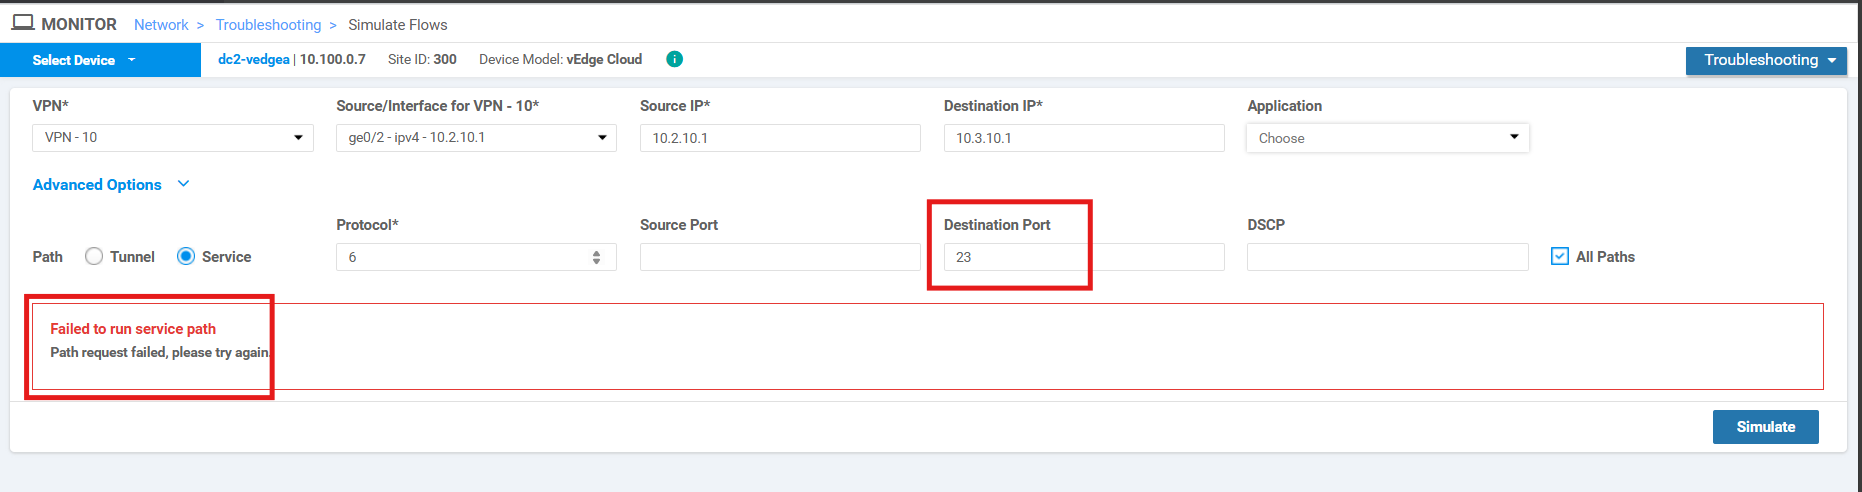 MONITOR Network > Troubleshooting > Simulate Flows
Select Device dc2-vedgea | 10.100.0.7 Site ID: 300 Device Model: vEdge Cloud i Troubleshooting
VPN* Source/Interface for VPN - 10* Source IP* Destination IP* Application
VPN - 10 ge0/2 - ipv4 - 10.2.10.1 10.2.10.1 10.3.10.1 Choose
Advanced Options
Protocol* Source Port Destination Port DSCP
Path Tunnel Service 6 23 All Paths
Failed to run service path
Path request failed, please try again.
Simulate